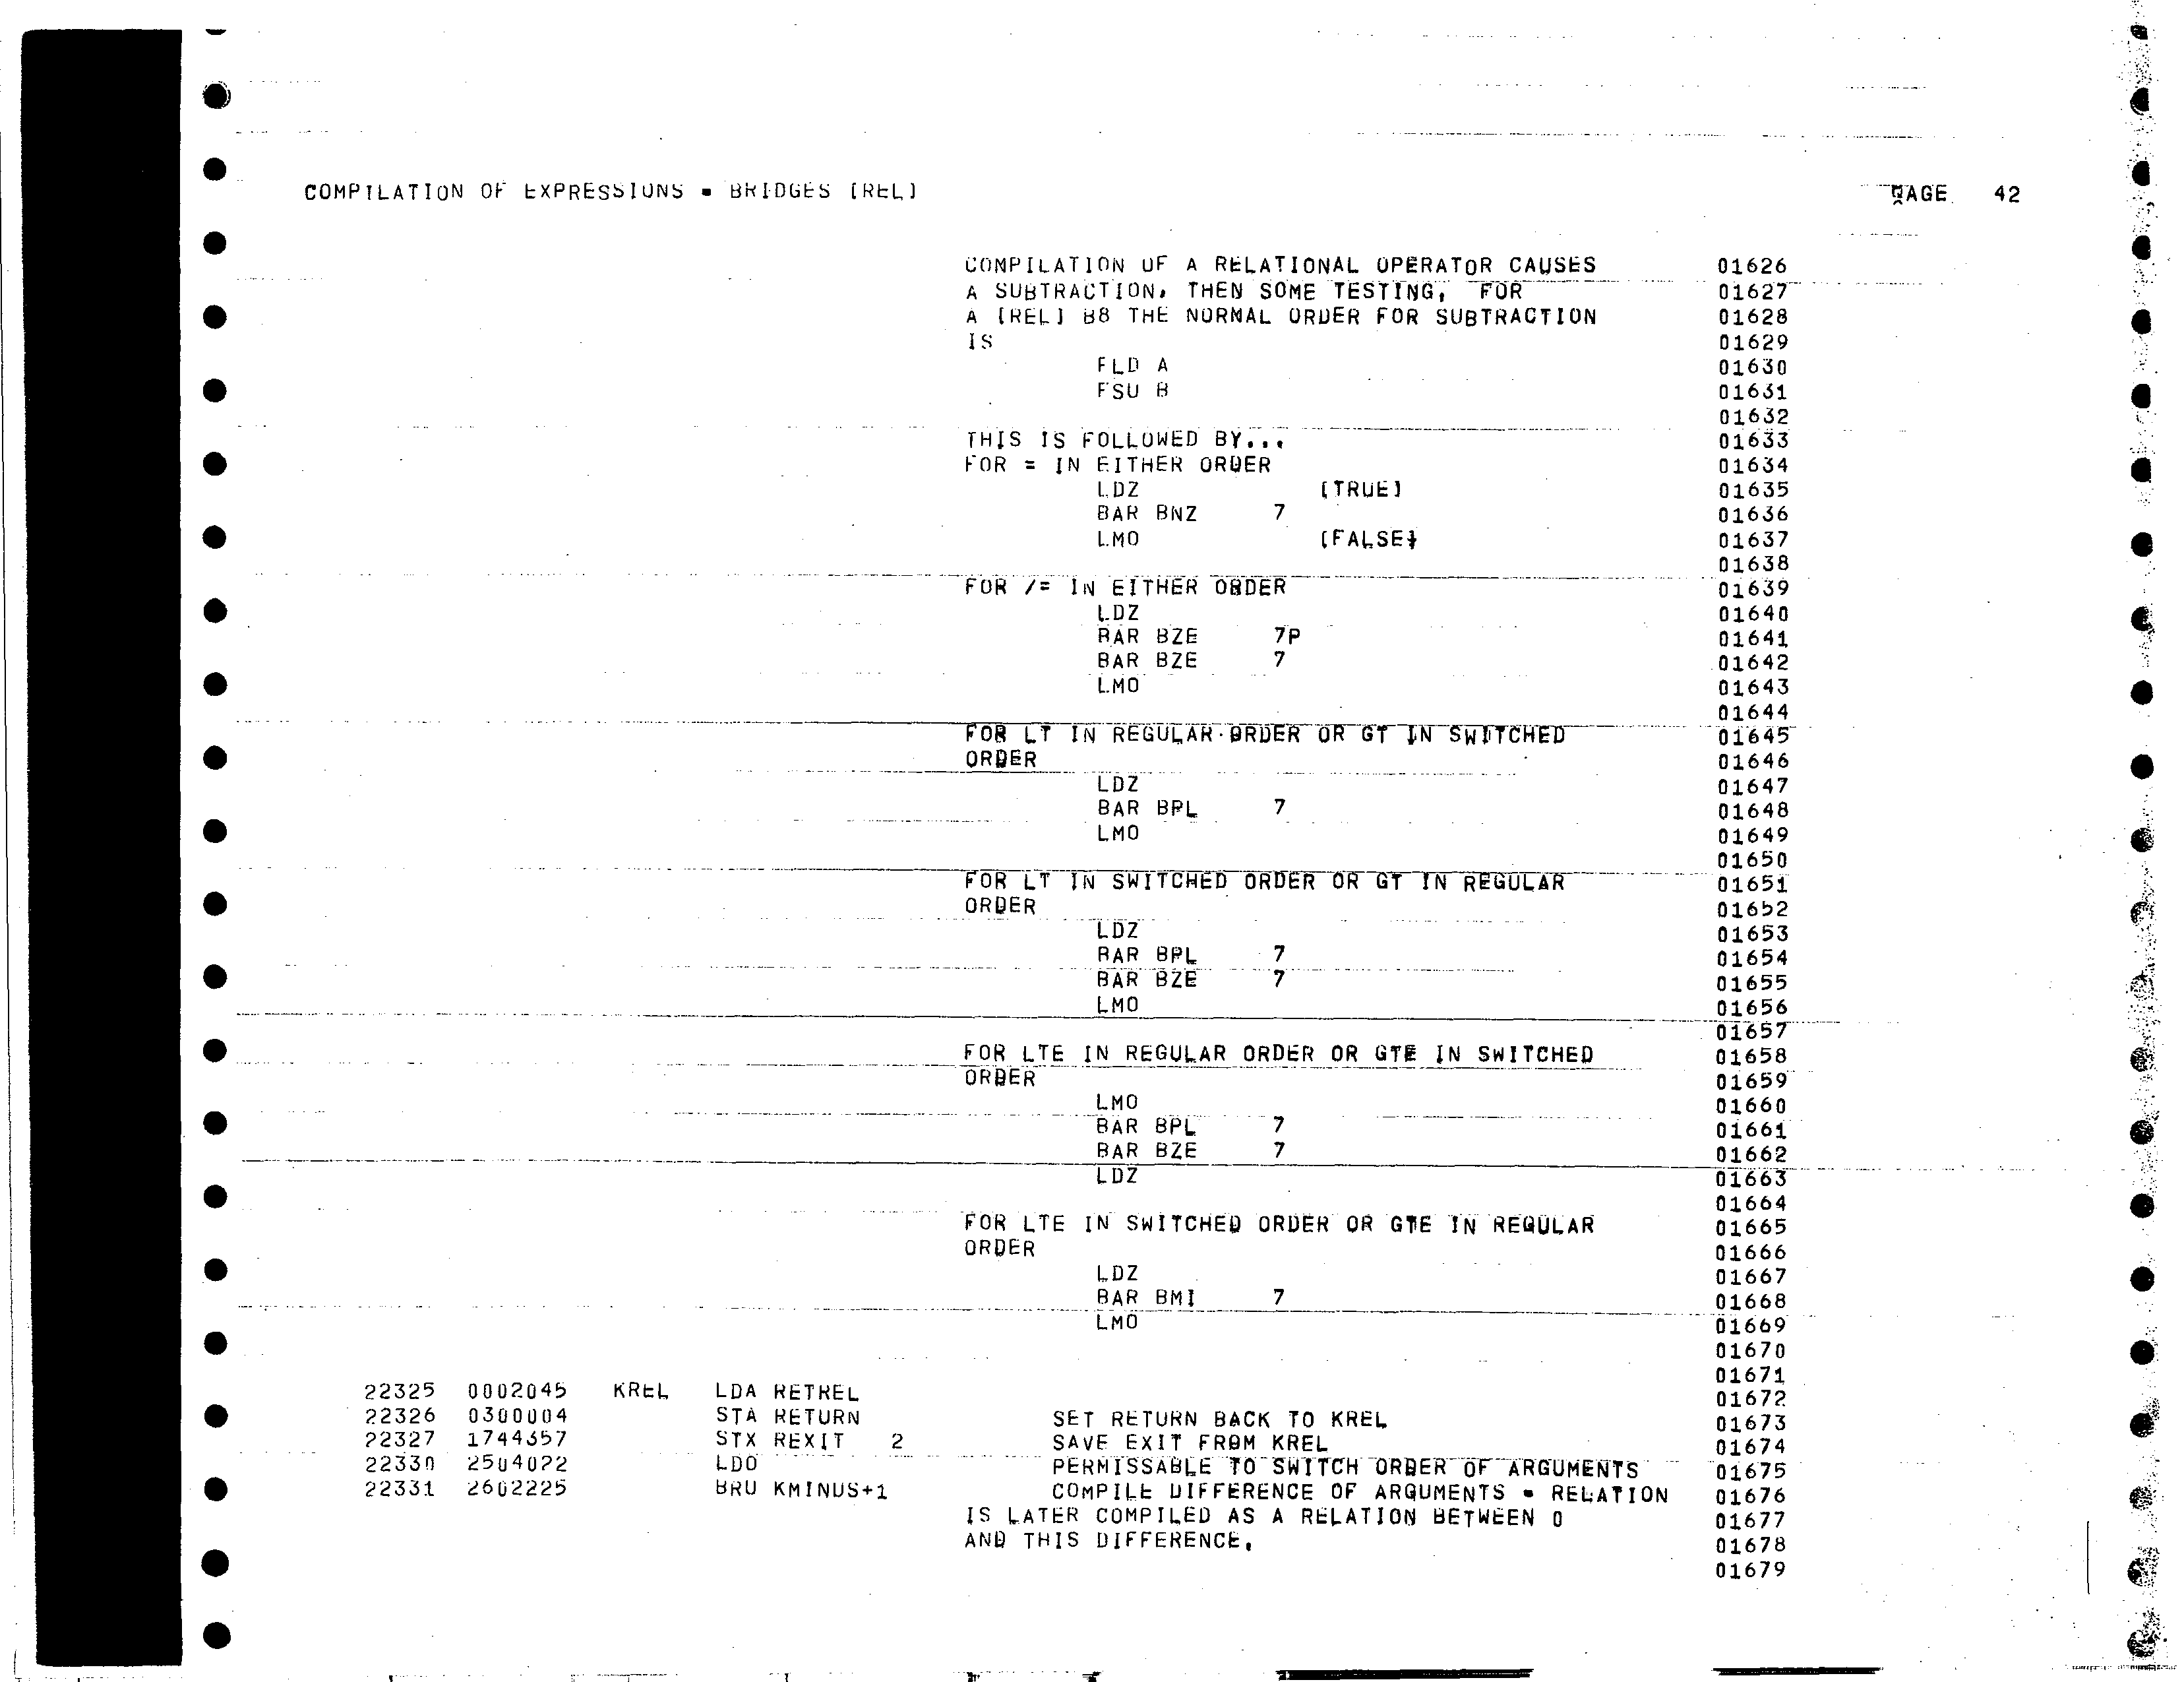 COMPILATION OF EXPRESSIONS - BRIDGES [REL] PAGE 42
COMPILATION OF A RELATIONAL OPERATOR CAUSES 01626
A SUBTRACTION, THEN SOME TESTING, FOR 01627
A [REL] B8 THE NORMAL ORDER FOR SUBTRACTION 01628
IS 01629
FLD A 01630
FSU B 01631
01632
THIS IS FOLLOWED BY... 01633
FOR = IN EITHER ORDER 01634
LDZ [TRUE] 01635
BAR BNZ 7 01636
LMO [FALSE] 01637
01638
FOR /= IN EITHER ORDER 01639
LDZ 01640
BAR BZE 7P 01641
BAR BZE 7 01642
LMO 01643
01644
FOR LT IN REGULAR ORDER OR GT IN SWITCHED 01645
ORDER 01646
LDZ 01647
BAR BPL 7 01648
LMO 01649
01650
FOR LT IN SWITCHED ORDER OR GT IN REGULAR 01651
ORDER 01652
LDZ 01653
BAR BPL 7 01654
BAR BZE 7 01655
LMO 01656
01657
FOR LTE IN REGULAR ORDER OR GTE IN SWITCHED 01658
ORDER 01659
LMO 01660
BAR BPL 7 01661
BAR BZE 7 01662
LDZ 01663
01664
FOR LTE IN SWITCHED ORDER OR GTE IN REGULAR 01665
ORDER 01666
LDZ 01667
BAR BMI 7 01668
LMO 01669
01670
01671
22325 0002045 KREL LDA RETREL 01672
22326 0300004 STA RETURN SET RETURN BACK TO KREL 01673
22327 1744357 STX REXIT 2 SAVE EXIT FROM KREL 01674
22330 2504022 LDO PERMISSABLE TO SWITCH ORDER OF ARGUMENTS 01675
22331 2602225 BRU KMINUS+1 COMPILE DIFFERENCE OF ARGUMENTS - RELATION 01676
IS LATER COMPILED AS A RELATION BETWEEN 0 01677
AND THIS DIFFERENCE. 01678
01679